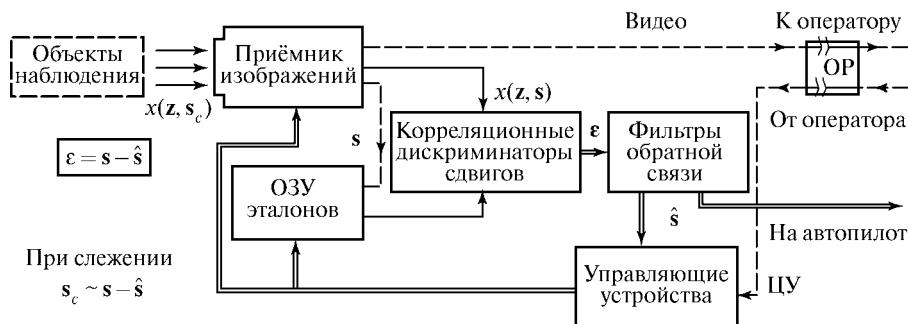 Видео
К оператору
Объекты
наблюдения
Приёмник
изображений
ОР
x(z, s_c)
x(z, s)
От оператора
s
Корреляционные
дискриминаторы
сдвигов
ε
Фильтры
обратной
связи
ε = s − ŝ
ОЗУ
эталонов
ŝ
На автопилот
При слежении
s_c ~ s − ŝ
Управляющие
устройства
ЦУ